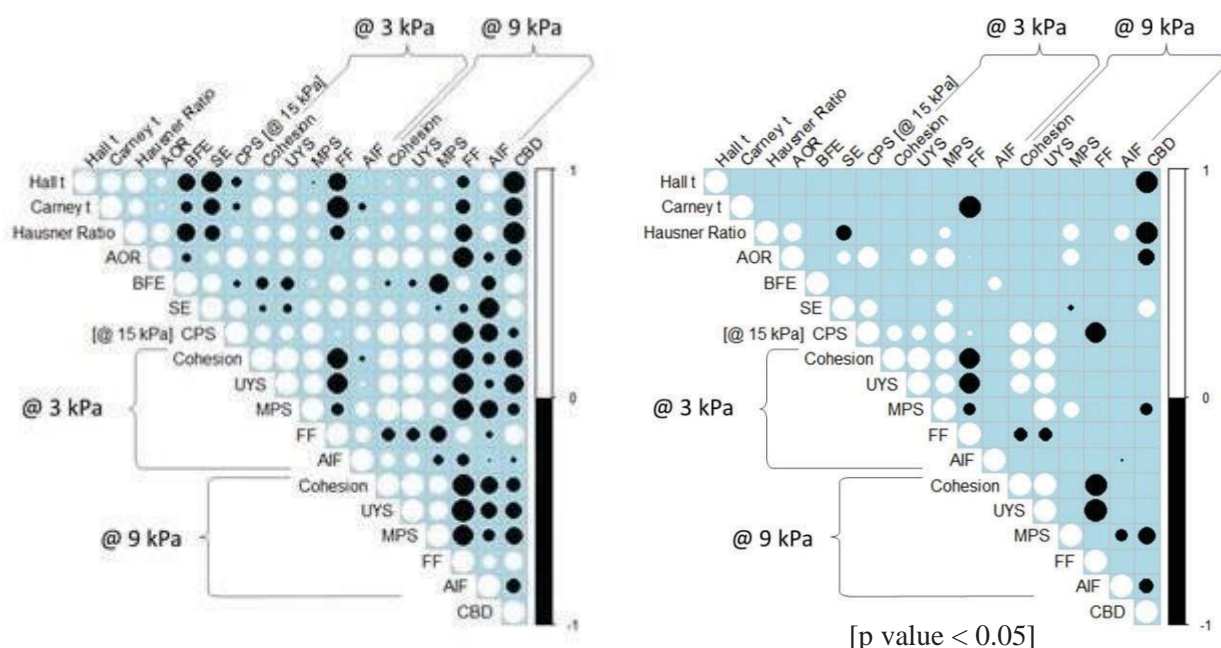 @ 3 kPa
@ 9 kPa
Hall t
Carney t
Hausner Ratio
AOR
BFE
SE
CPS [@ 15 kPa]
Cohesion
UYS
MPS
FF
AIF
Cohesion
UYS
MPS
FF
AIF
CBD
Hall t
Carney t
Hausner Ratio
AOR
BFE
SE
[@ 15 kPa] CPS
Cohesion
UYS
MPS
FF
AIF
Cohesion
UYS
MPS
FF
AIF
CBD
@ 3 kPa
@ 9 kPa
1
0
-1
@ 3 kPa
@ 9 kPa
Hall t
Carney t
Hausner Ratio
AOR
BFE
SE
CPS [@ 15 kPa]
Cohesion
UYS
MPS
FF
AIF
Cohesion
UYS
MPS
FF
AIF
CBD
Hall t
Carney t
Hausner Ratio
AOR
BFE
SE
[@ 15 kPa] CPS
Cohesion
UYS
MPS
FF
AIF
Cohesion
UYS
MPS
FF
AIF
CBD
@ 3 kPa
@ 9 kPa
1
0
-1
[p value < 0.05]